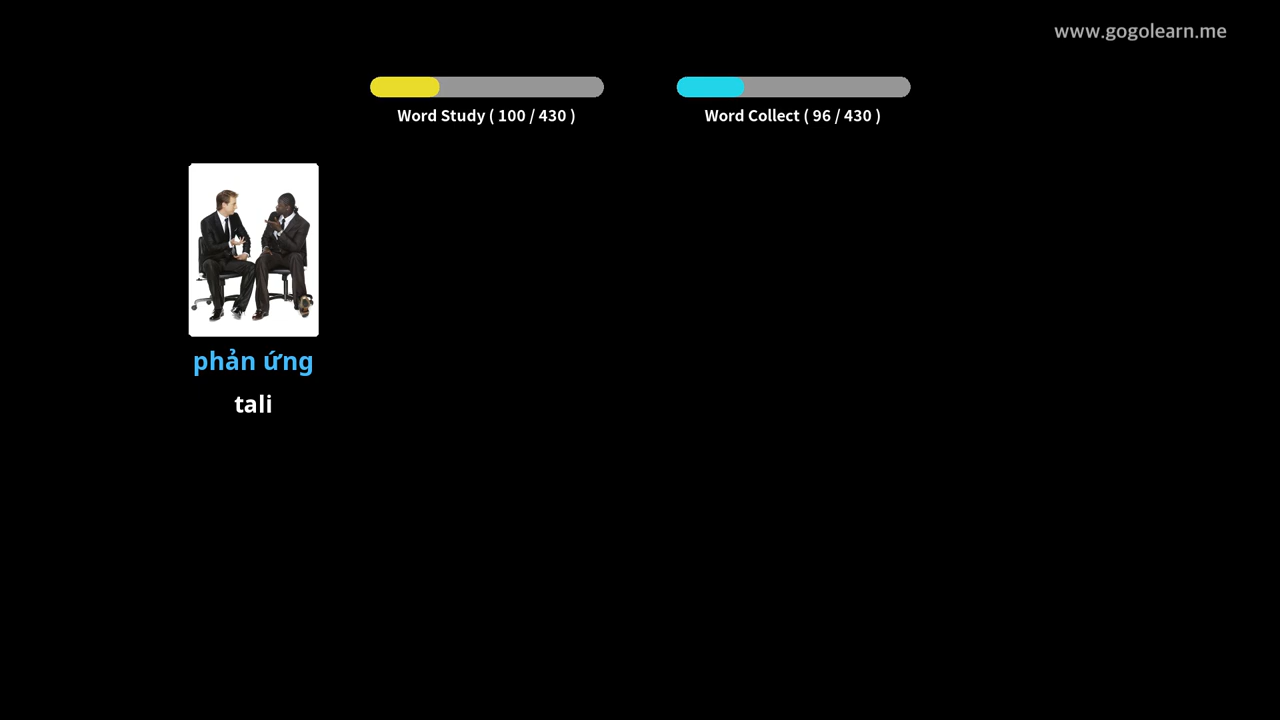 www.gogolearn.me
Word Study ( 100 / 430 )
Word Collect ( 96 / 430 )
phản ứng
tali